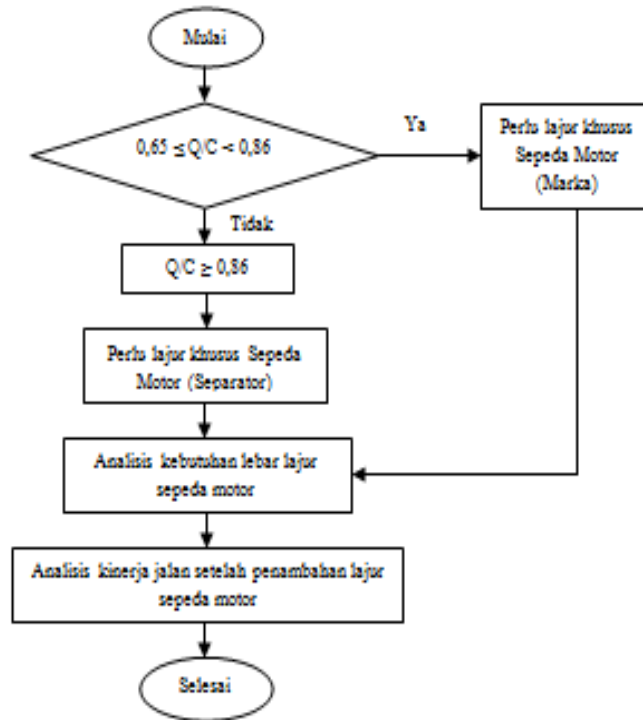 Mulai
0,65 ≤ Q/C < 0,86
Ya
Perlu lajur khusus
Sepeda Motor
(Marka)
Tidak
Q/C ≥ 0,86
Perlu lajur khusus Sepeda
Motor (Separator)
Analisis kebutuhan lebar lajur
sepeda motor
Analisis kinerja jalan setelah penambahan lajur
sepeda motor
Selesai